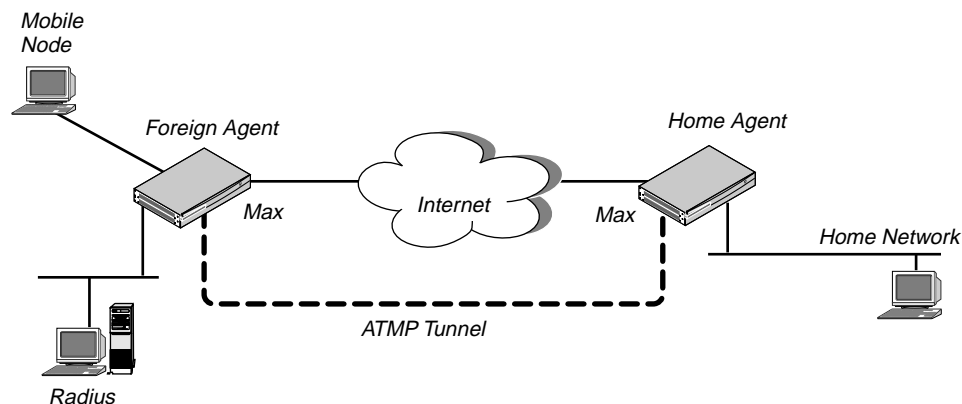 Mobile
Node
Foreign Agent
Home Agent
Max
Internet
Max
Home Network
ATMP Tunnel
Radius